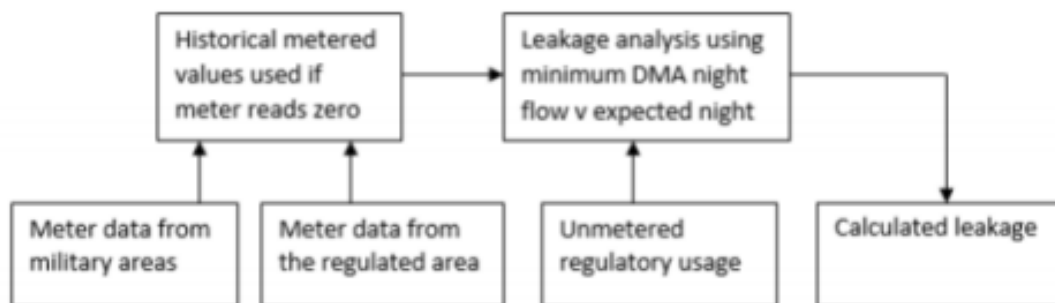 Historical metered
values used if
meter reads zero
Leakage analysis using
minimum DMA night
flow v expected night
Meter data from
military areas
Meter data from
the regulated area
Unmetered
regulatory usage
Calculated leakage